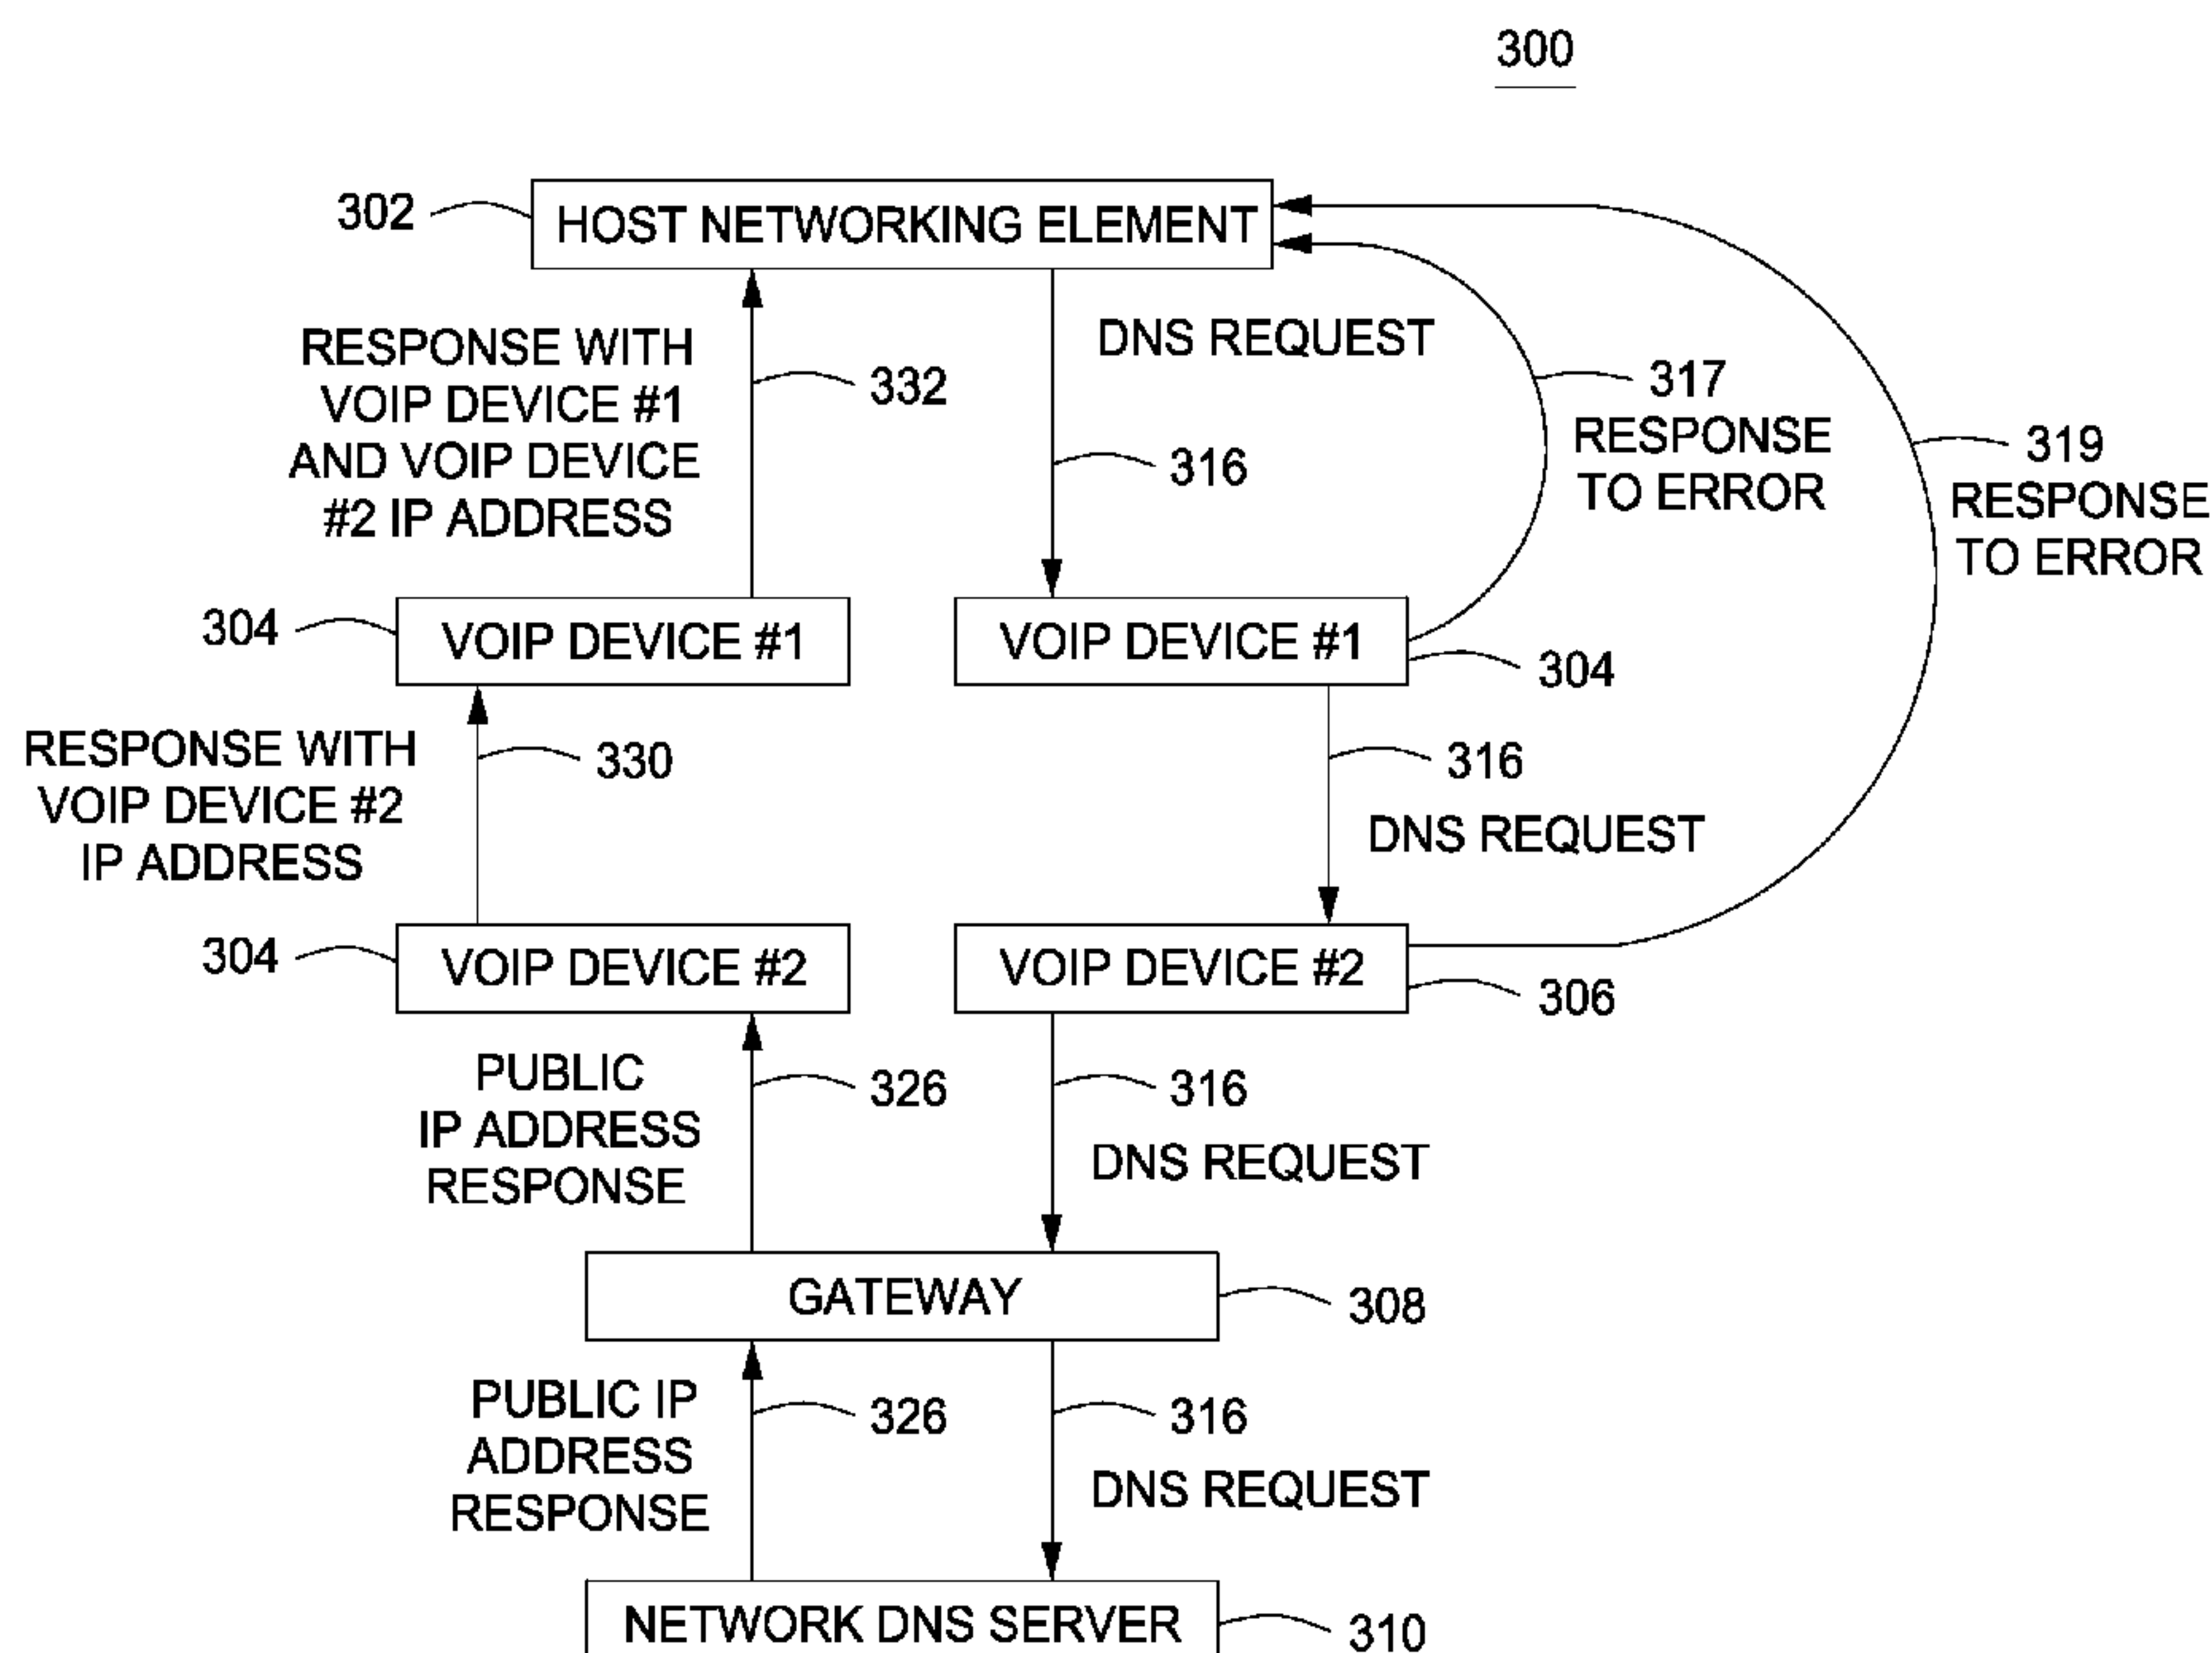 300
302
HOST NETWORKING ELEMENT
RESPONSE WITH
VOIP DEVICE #1
AND VOIP DEVICE
#2 IP ADDRESS
332
DNS REQUEST
316
317
RESPONSE
TO ERROR
319
RESPONSE
TO ERROR
304
VOIP DEVICE #1
VOIP DEVICE #1
304
RESPONSE WITH
VOIP DEVICE #2
IP ADDRESS
330
316
DNS REQUEST
304
VOIP DEVICE #2
VOIP DEVICE #2
306
PUBLIC
IP ADDRESS
RESPONSE
326
316
DNS REQUEST
GATEWAY
308
PUBLIC IP
ADDRESS
RESPONSE
326
316
DNS REQUEST
NETWORK DNS SERVER
310